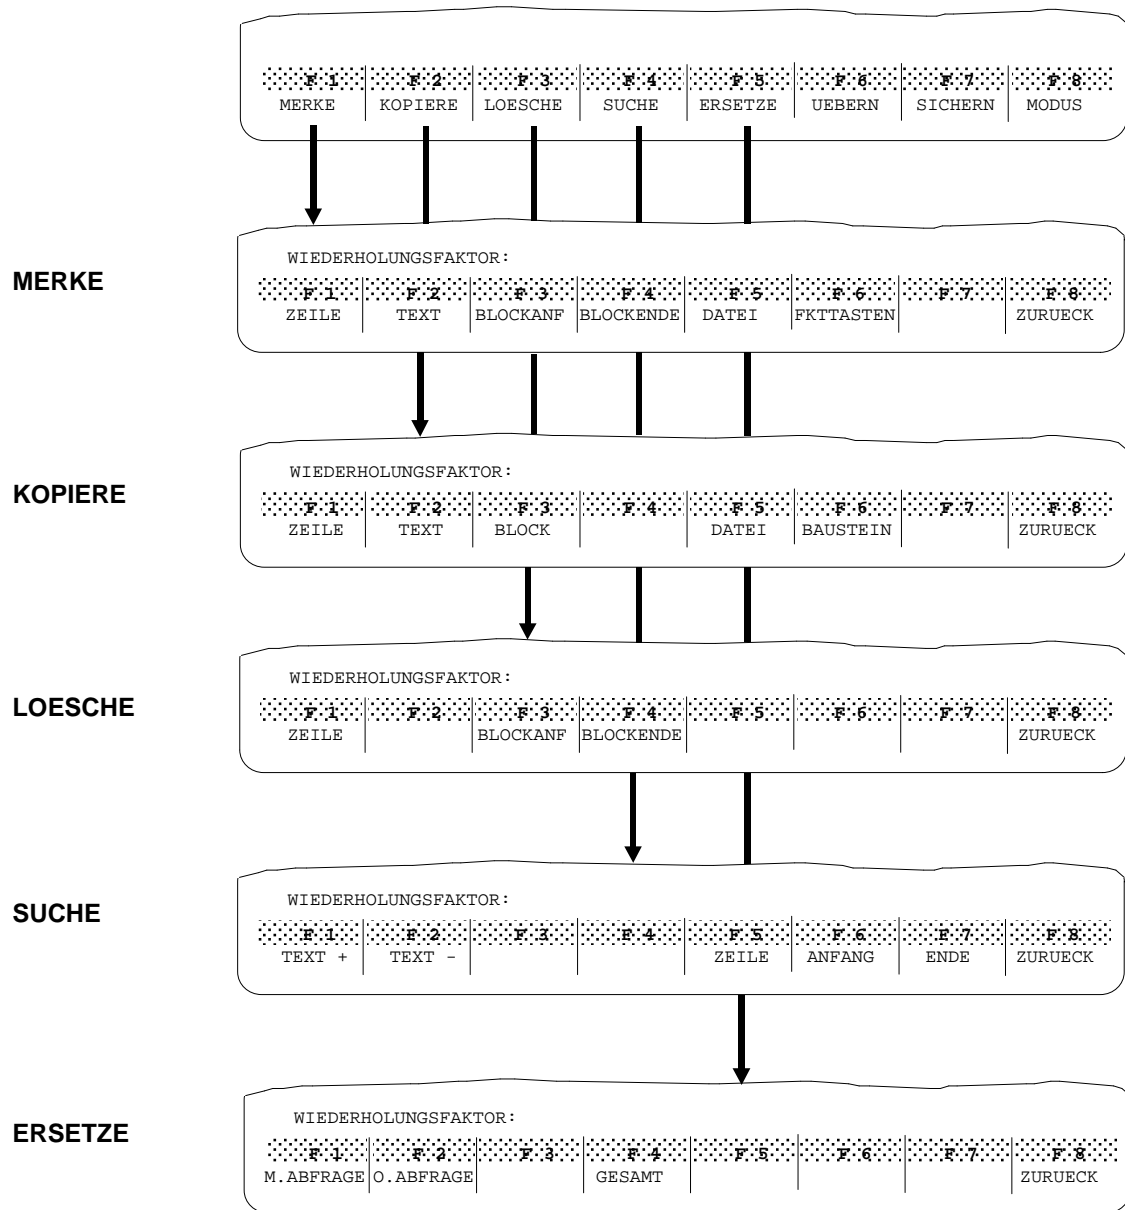 F 1 F 2 F 3 F 4 F 5 F 6 F 7 F 8
MERKE KOPIERE LOESCHE SUCHE ERSETZE UEBERN SICHERN MODUS
MERKE
WIEDERHOLUNGSFAKTOR:
F 1 F 2 F 3 F 4 F 5 F 6 F 7 F 8
ZEILE TEXT BLOCKANF BLOCKENDE DATEI FKTTASTEN ZURUECK
KOPIERE
WIEDERHOLUNGSFAKTOR:
F 1 F 2 F 3 F 4 F 5 F 6 F 7 F 8
ZEILE TEXT BLOCK DATEI BAUSTEIN ZURUECK
LOESCHE
WIEDERHOLUNGSFAKTOR:
F 1 F 2 F 3 F 4 F 5 F 6 F 7 F 8
ZEILE BLOCKANF BLOCKENDE ZURUECK
SUCHE
WIEDERHOLUNGSFAKTOR:
F 1 F 2 F 3 F 4 F 5 F 6 F 7 F 8
TEXT + TEXT - ZEILE ANFANG ENDE ZURUECK
ERSETZE
WIEDERHOLUNGSFAKTOR:
F 1 F 2 F 3 F 4 F 5 F 6 F 7 F 8
M.ABFRAGE O.ABFRAGE GESAMT ZURUECK